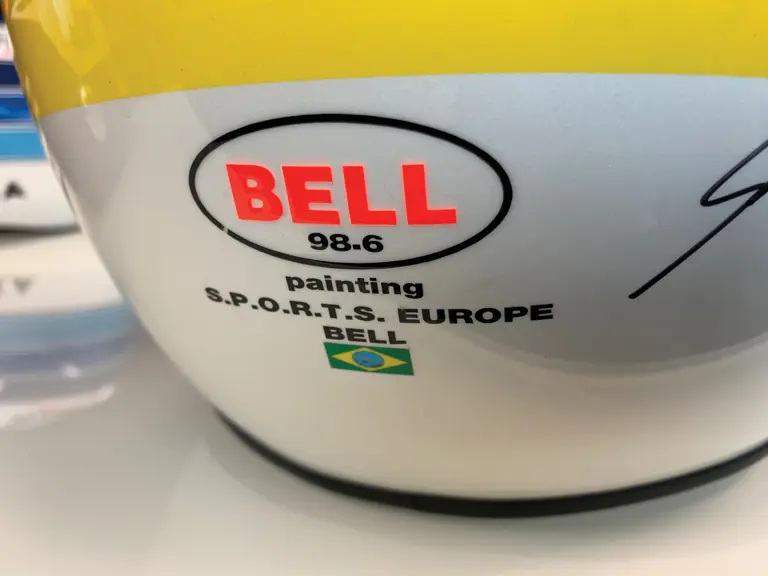 BELL
98-6
painting
S.P.O.R.T.S. EUROPE
BELL